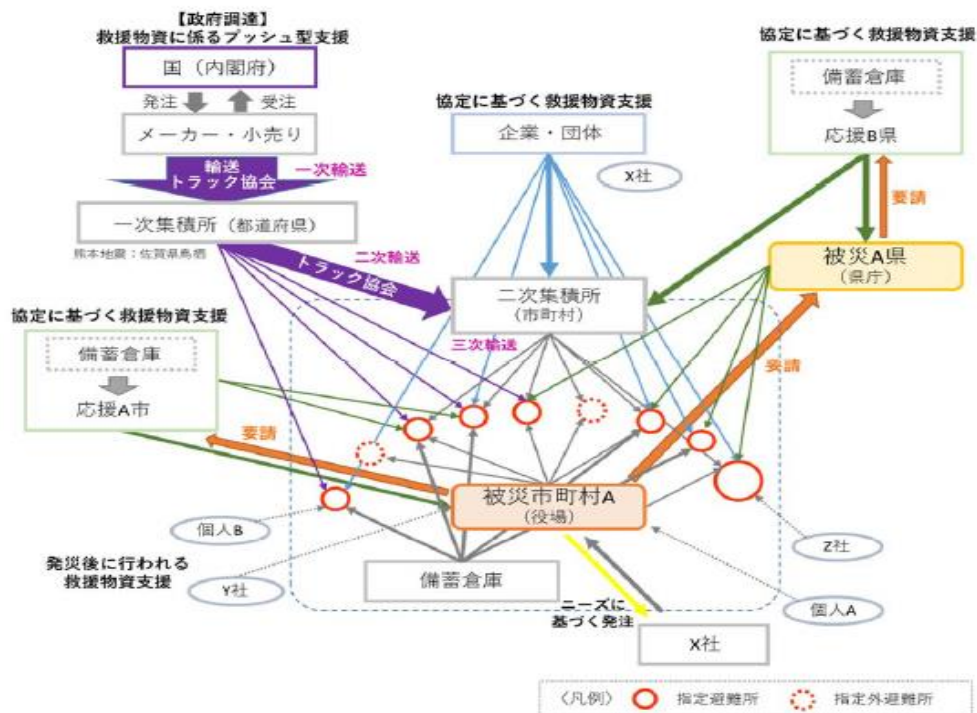 【政府調達】
救援物資に係るプッシュ型支援
国（内閣府）
発注
受注
メーカー・小売り
輸送
トラック協会
一次輸送
一次集積所（都道府県）
熊本地震：佐賀県鳥栖
協定に基づく救援物資支援
企業・団体
X社
協定に基づく救援物資支援
備蓄倉庫
応援B県
要請
被災A県
（県庁）
二次輸送
トラック協会
二次集積所
（市町村）
三次輸送
要請
協定に基づく救援物資支援
備蓄倉庫
応援A市
要請
被災市町村A
（役場）
個人B
発災後に行われる
救援物資支援
Y社
備蓄倉庫
Z社
個人A
ニーズに
基づく発注
X社
〈凡例〉
指定避難所
指定外避難所